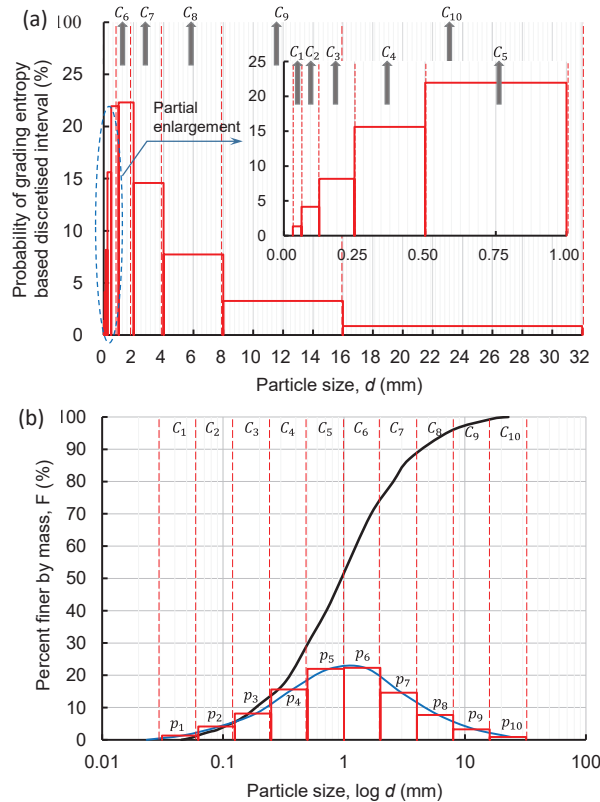 (a)
C6 C7 C8 C9 C10
100
25
20
15
10
5
0
Probability of grading entropy
based discretised interval (%)
Partial
enlargement
C1 C2 C3 C4 C5
25
20
15
10
5
0
0.00 0.25 0.50 0.75 1.00
0 2 4 6 8 10 12 14 16 18 20 22 24 26 28 30 32
Particle size, d (mm)
(b)
100
90
80
70
60
50
40
30
20
10
0
Percent finer by mass, F (%)
C1 C2 C3 C4 C5 C6 C7 C8 C9 C10
p1 p2 p3 p4 p5 p6 p7 p8 p9 p10
0.01 0.1 1 10 100
Particle size, log d (mm)